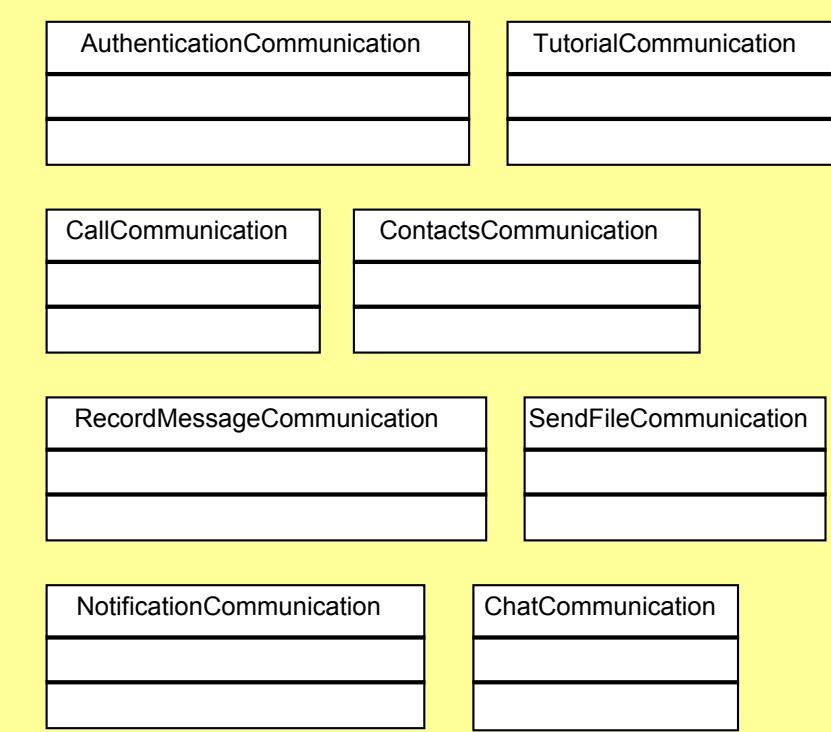 AuthenticationCommunication
TutorialCommunication
CallCommunication
ContactsCommunication
RecordMessageCommunication
SendFileCommunication
NotificationCommunication
ChatCommunication